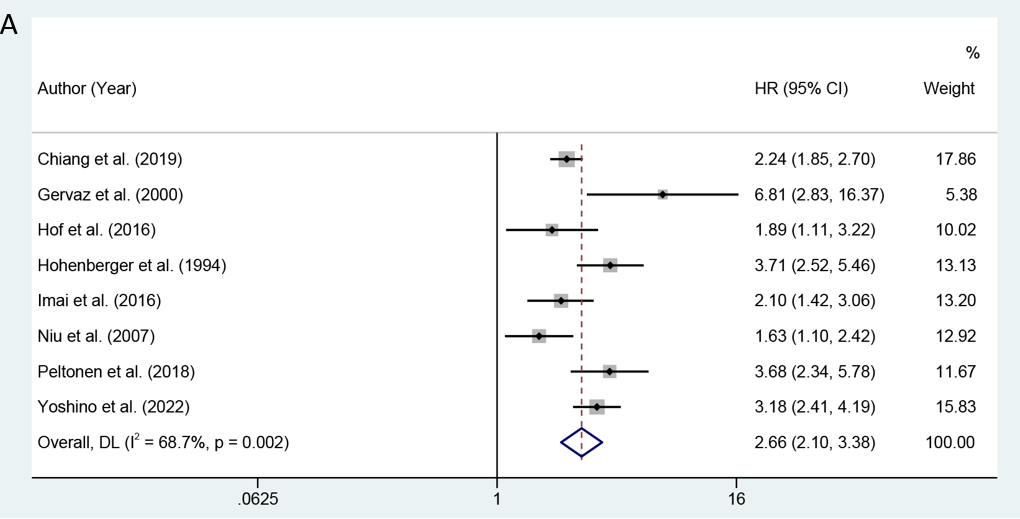 A
%
Author (Year) HR (95% CI) Weight
Chiang et al. (2019) 2.24 (1.85, 2.70) 17.86
Gervaz et al. (2000) 6.81 (2.83, 16.37) 5.38
Hof et al. (2016) 1.89 (1.11, 3.22) 10.02
Hohenberger et al. (1994) 3.71 (2.52, 5.46) 13.13
Imai et al. (2016) 2.10 (1.42, 3.06) 13.20
Niu et al. (2007) 1.63 (1.10, 2.42) 12.92
Peltonen et al. (2018) 3.68 (2.34, 5.78) 11.67
Yoshino et al. (2022) 3.18 (2.41, 4.19) 15.83
Overall, DL (I² = 68.7%, p = 0.002) 2.66 (2.10, 3.38) 100.00
.0625 1 16